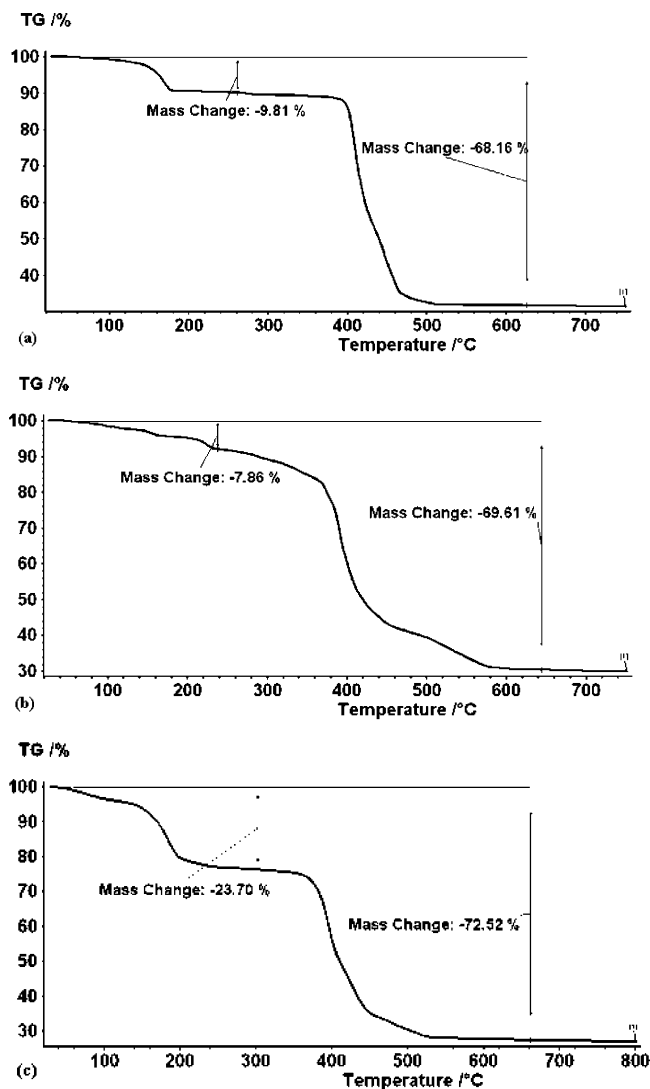 TG /%
100
90
Mass Change: -9.81 %
80
Mass Change: -68.16 %
70
60
50
40
100 200 300 400 500 600 700
(a) Temperature /°C
TG /%
100
90
Mass Change: -7.86 %
80
Mass Change: -69.61 %
70
60
50
40
30
100 200 300 400 500 600 700
(b) Temperature /°C
TG /%
100
90
80
Mass Change: -23.70 %
70
Mass Change: -72.52 %
60
50
40
30
100 200 300 400 500 600 700 800
(c) Temperature /°C